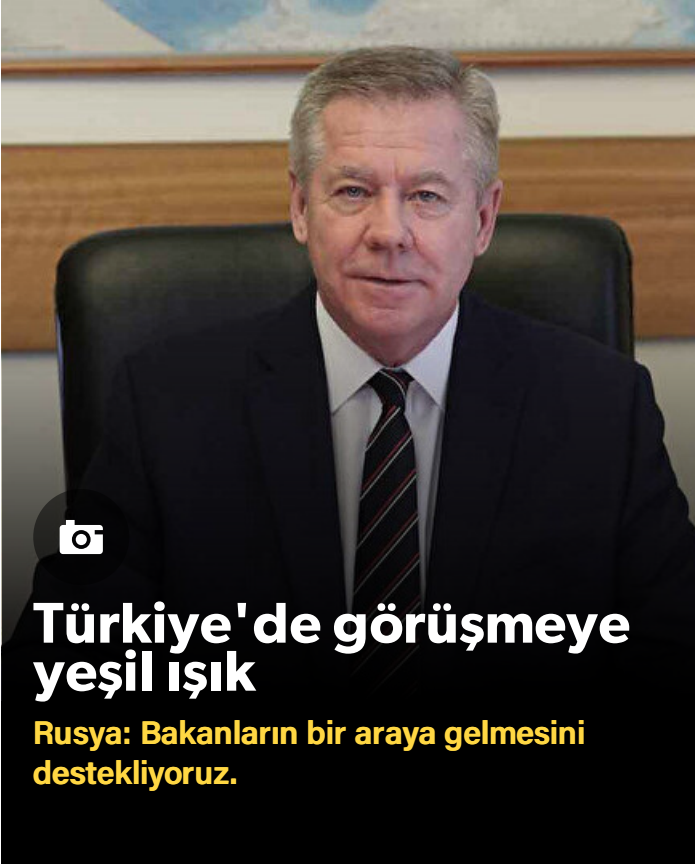 Türkiye'de görüşmeye
yeşil ışık
Rusya: Bakanların bir araya gelmesini
destekliyoruz.